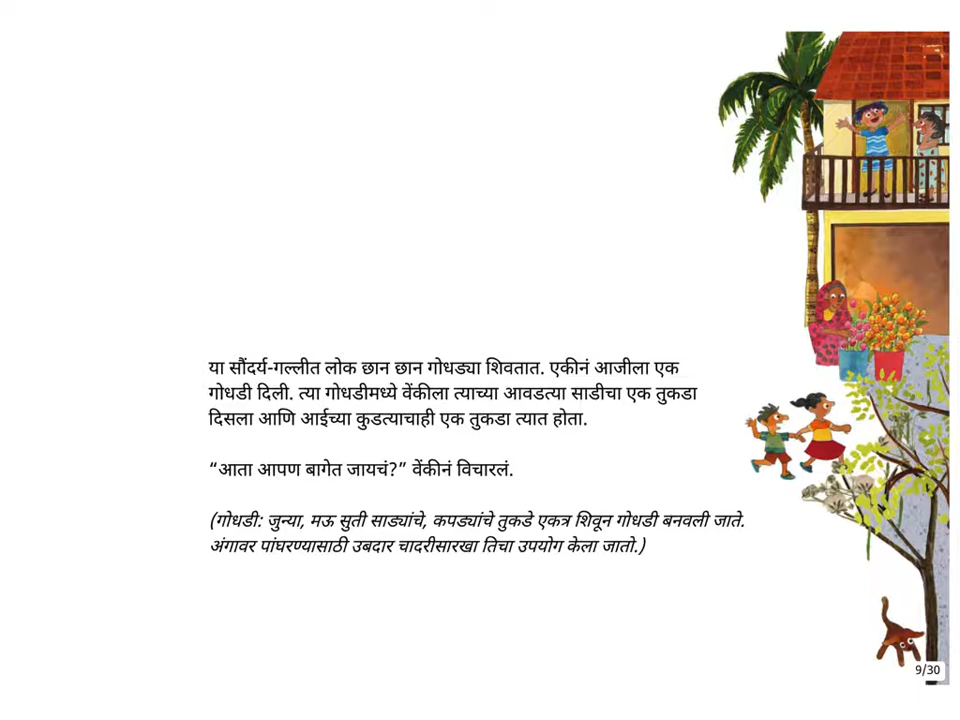 या सौंदर्य-गल्लीत लोक छान छान गोधड्या शिवतात. एकीनं आजीला एक
गोधडी दिली. त्या गोधडीमध्ये वेंकीला त्याच्या आवडत्या साडीचा एक तुकडा
दिसला आणि आईच्या कुडत्याचाही एक तुकडा त्यात होता.
“आता आपण बागेत जायचं?” वेंकीनं विचारलं.
(गोधडी: जुन्या, मऊ सुती साड्यांचे, कपड्यांचे तुकडे एकत्र शिवून गोधडी बनवली जाते.
अंगावर पांघरण्यासाठी उबदार चादरीसारखा तिचा उपयोग केला जातो.)
9/30